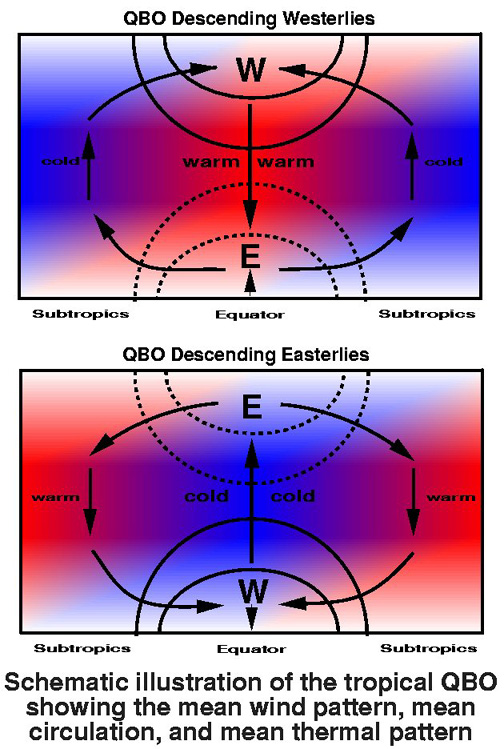 QBO Descending Westerlies
W
cold warm warm cold
E
Subtropics Equator Subtropics
QBO Descending Easterlies
E
warm cold cold warm
W
Subtropics Equator Subtropics
Schematic illustration of the tropical QBO
showing the mean wind pattern, mean
circulation, and mean thermal pattern